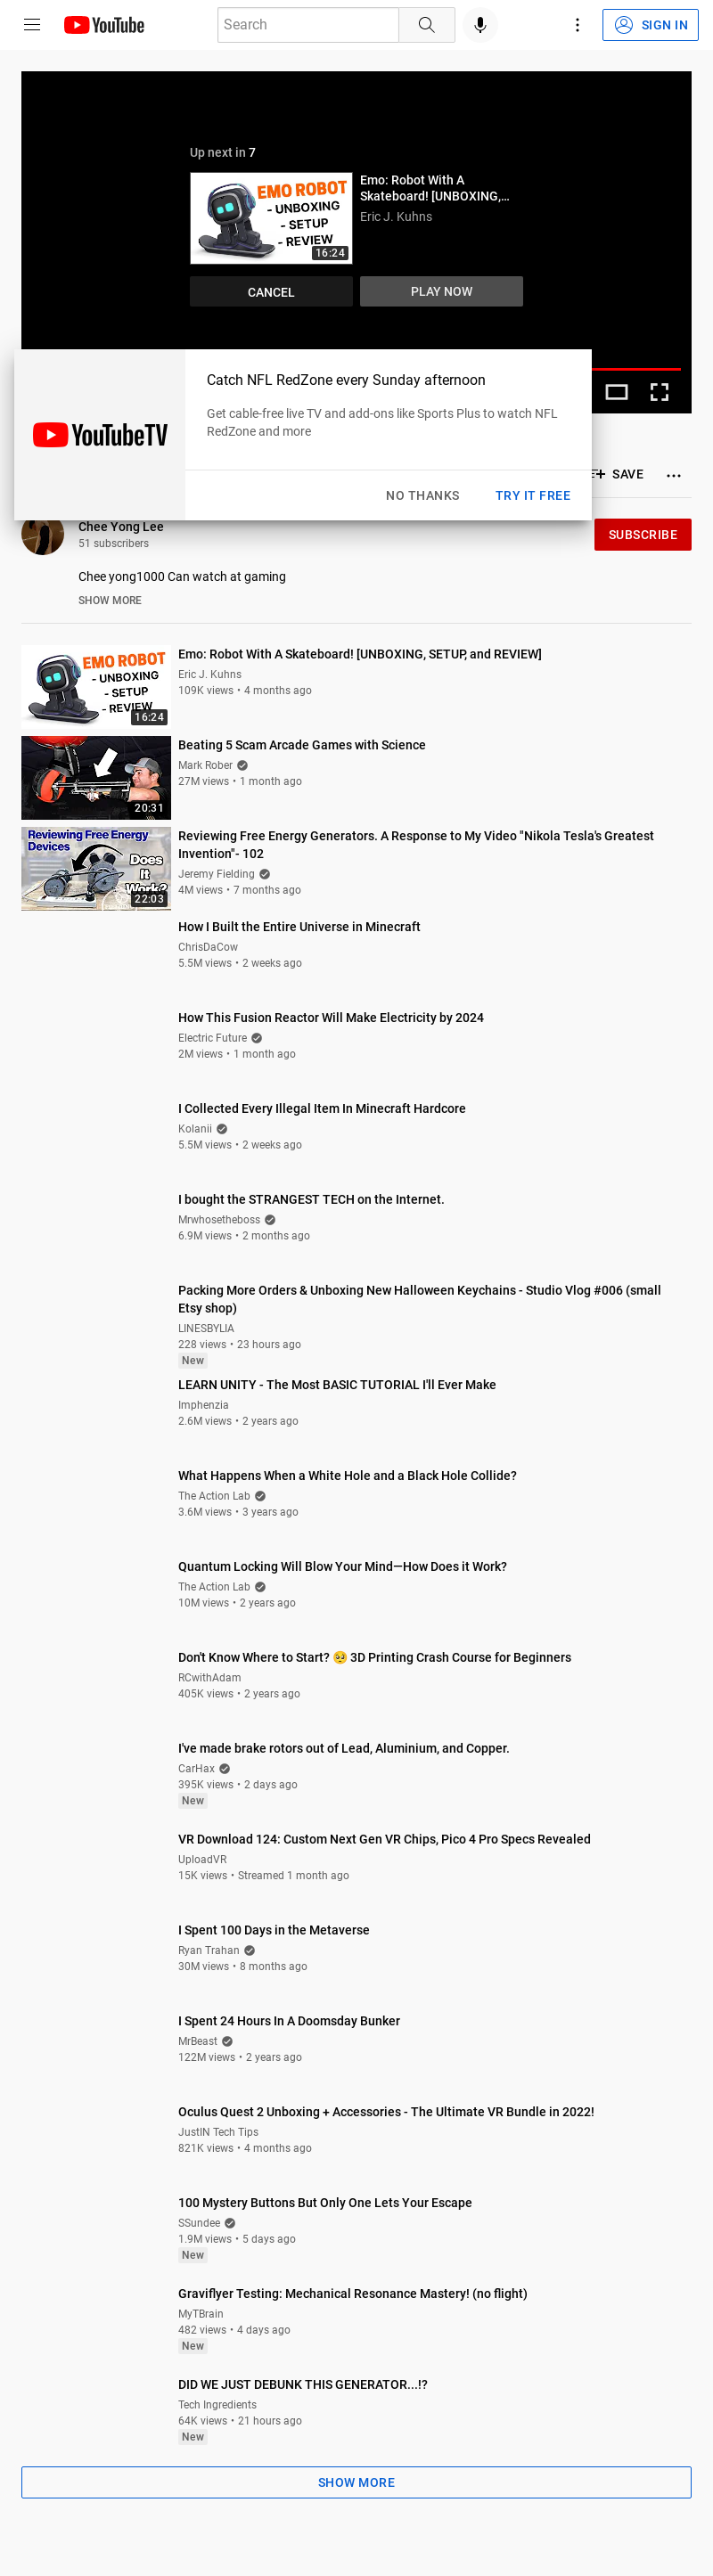 YouTube
Search
SIGN IN
Up next in 7
EMO ROBOT
- UNBOXING
- SETUP
- REVIEW
16:24
Emo: Robot With A
Skateboard! [UNBOXING,...
Eric J. Kuhns
CANCEL
PLAY NOW
YouTubeTV
Catch NFL RedZone every Sunday afternoon
Get cable-free live TV and add-ons like Sports Plus to watch NFL
RedZone and more
NO THANKS
TRY IT FREE
SAVE
Chee Yong Lee
51 subscribers
SUBSCRIBE
Chee yong1000 Can watch at gaming
SHOW MORE
EMO ROBOT
- UNBOXING
- SETUP
- REVIEW
16:24
Emo: Robot With A Skateboard! [UNBOXING, SETUP, and REVIEW]
Eric J. Kuhns
109K views • 4 months ago
20:31
Beating 5 Scam Arcade Games with Science
Mark Rober
27M views • 1 month ago
Reviewing Free Energy
Devices
Does
It
Work?
22:03
Reviewing Free Energy Generators. A Response to My Video "Nikola Tesla's Greatest
Invention"- 102
Jeremy Fielding
4M views • 7 months ago
How I Built the Entire Universe in Minecraft
ChrisDaCow
5.5M views • 2 weeks ago
How This Fusion Reactor Will Make Electricity by 2024
Electric Future
2M views • 1 month ago
I Collected Every Illegal Item In Minecraft Hardcore
Kolanii
5.5M views • 2 weeks ago
I bought the STRANGEST TECH on the Internet.
Mrwhosetheboss
6.9M views • 2 months ago
Packing More Orders & Unboxing New Halloween Keychains - Studio Vlog #006 (small
Etsy shop)
LINESBYLIA
228 views • 23 hours ago
New
LEARN UNITY - The Most BASIC TUTORIAL I'll Ever Make
Imphenzia
2.6M views • 2 years ago
What Happens When a White Hole and a Black Hole Collide?
The Action Lab
3.6M views • 3 years ago
Quantum Locking Will Blow Your Mind—How Does it Work?
The Action Lab
10M views • 2 years ago
Don't Know Where to Start? 🥺 3D Printing Crash Course for Beginners
RCwithAdam
405K views • 2 years ago
I've made brake rotors out of Lead, Aluminium, and Copper.
CarHax
395K views • 2 days ago
New
VR Download 124: Custom Next Gen VR Chips, Pico 4 Pro Specs Revealed
UploadVR
15K views • Streamed 1 month ago
I Spent 100 Days in the Metaverse
Ryan Trahan
30M views • 8 months ago
I Spent 24 Hours In A Doomsday Bunker
MrBeast
122M views • 2 years ago
Oculus Quest 2 Unboxing + Accessories - The Ultimate VR Bundle in 2022!
JustIN Tech Tips
821K views • 4 months ago
100 Mystery Buttons But Only One Lets Your Escape
SSundee
1.9M views • 5 days ago
New
Graviflyer Testing: Mechanical Resonance Mastery! (no flight)
MyTBrain
482 views • 4 days ago
New
DID WE JUST DEBUNK THIS GENERATOR...!?
Tech Ingredients
64K views • 21 hours ago
New
SHOW MORE